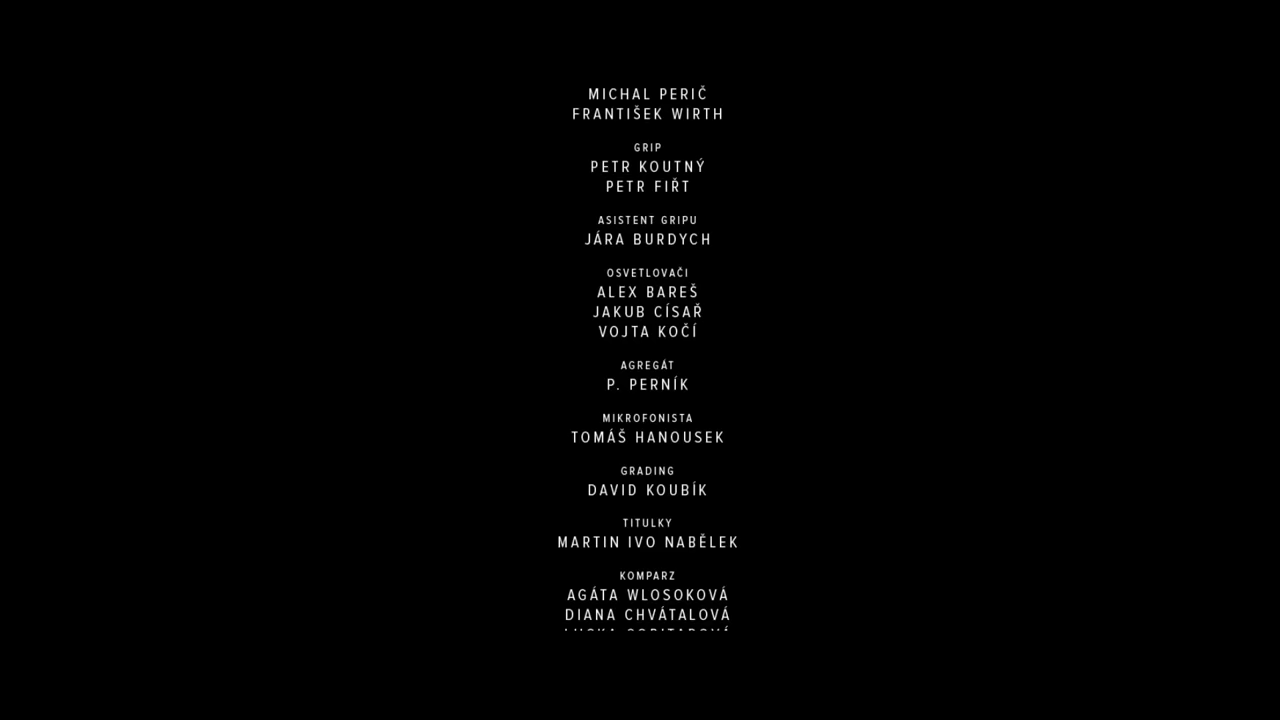 MICHAL PERIČ
FRANTIŠEK WIRTH
GRIP
PETR KOUTNÝ
PETR FIŘT
ASISTENT GRIPU
JÁRA BURDYCH
OSVETLOVAČI
ALEX BAREŠ
JAKUB CÍSAŘ
VOJTA KOČÍ
AGREGÁT
P. PERNÍK
MIKROFONISTA
TOMÁŠ HANOUSEK
GRADING
DAVID KOUBÍK
TITULKY
MARTIN IVO NABĚLEK
KOMPARZ
AGÁTA WLOSOKOVÁ
DIANA CHVÁTALOVÁ